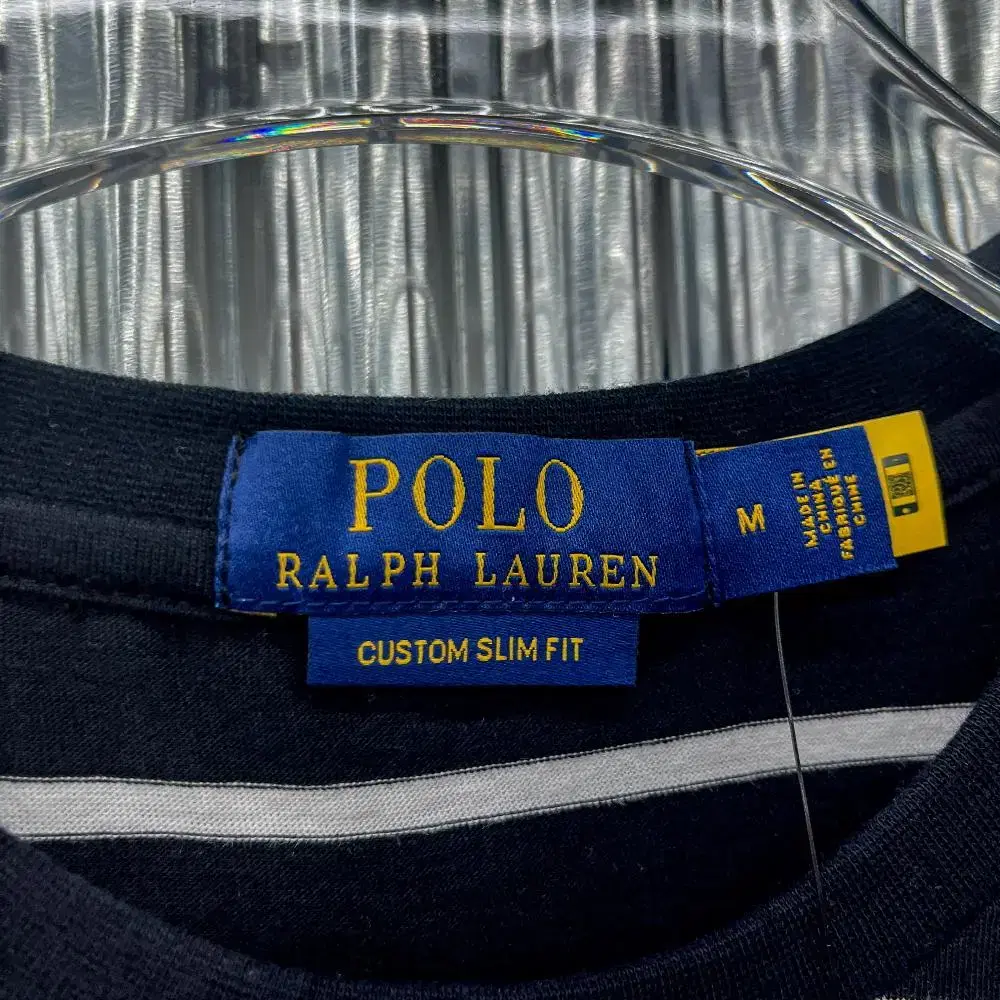 POLO
RALPH LAUREN
CUSTOM SLIM FIT
M
MADE IN
CHINA
FABRIQUÉ EN
CHINE